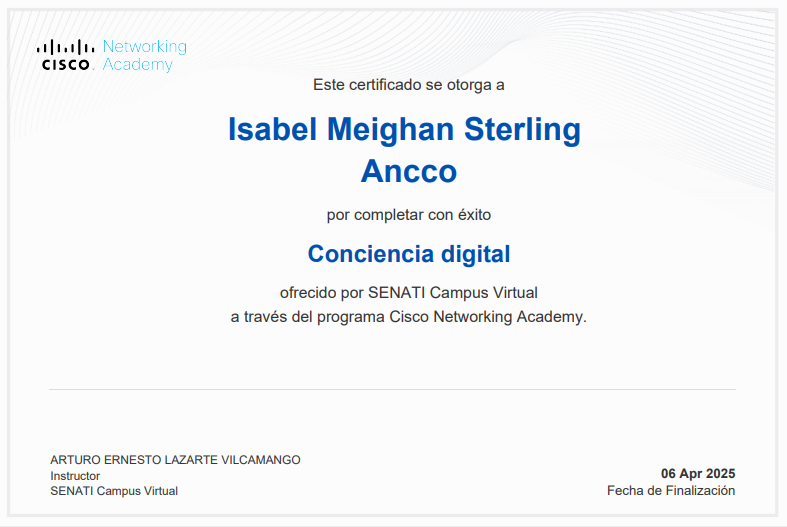 CISCO Networking
Academy
Este certificado se otorga a
Isabel Meighan Sterling
Ancco
por completar con éxito
Conciencia digital
ofrecido por SENATI Campus Virtual
a través del programa Cisco Networking Academy.
ARTURO ERNESTO LAZARTE VILCAMANGO
Instructor
SENATI Campus Virtual
06 Apr 2025
Fecha de Finalización